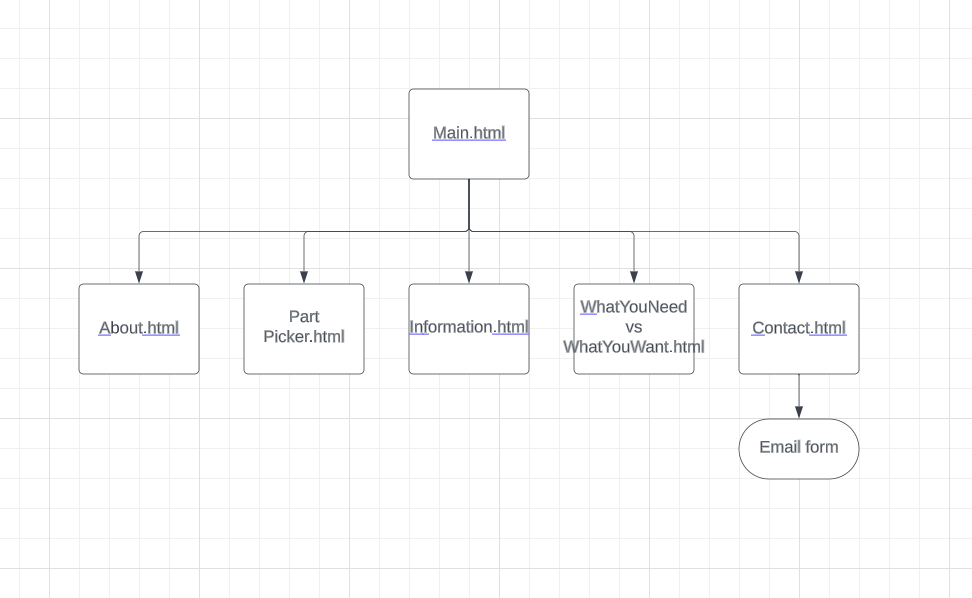 Main.html
About.html
Part
Picker.html
Information.html
WhatYouNeed
vs
WhatYouWant.html
Contact.html
Email form